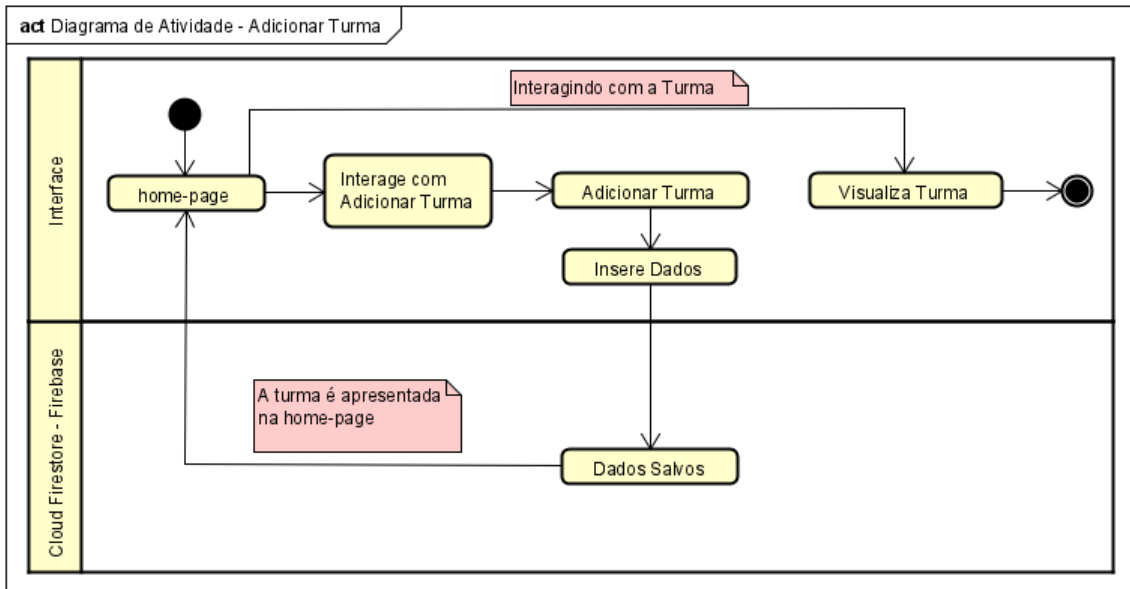 act Diagrama de Atividade - Adicionar Turma
Interface
Interagindo com a Turma
home-page
Interage com
Adicionar Turma
Adicionar Turma
Visualiza Turma
Insere Dados
Cloud Firestore - Firebase
A turma é apresentada
na home-page
Dados Salvos